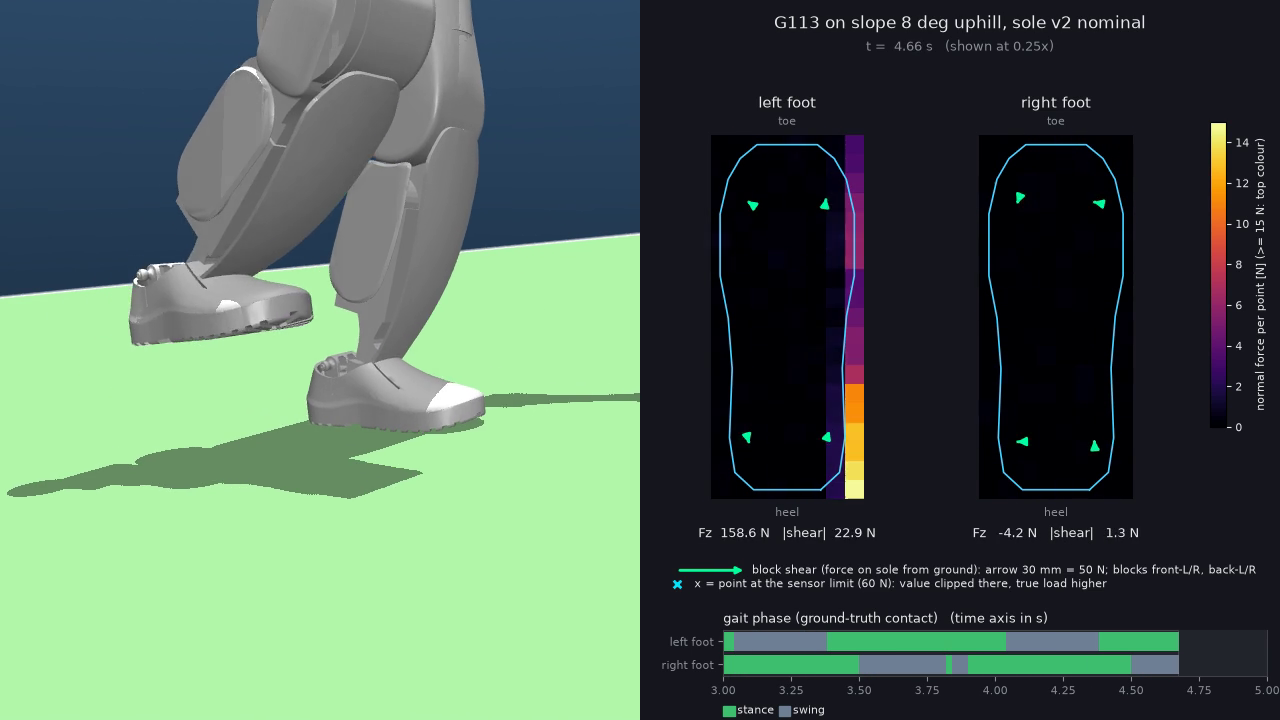 G113 on slope 8 deg uphill, sole v2 nominal
t =  4.66 s   (shown at 0.25x)
left foot
right foot
toe
toe
14
12
10
8
6
4
2
0
normal force per point [N] (>= 15 N: top colour)
heel
heel
Fz  158.6 N   |shear|  22.9 N
Fz   -4.2 N   |shear|   1.3 N
block shear (force on sole from ground): arrow 30 mm = 50 N; blocks front-L/R, back-L/R
x = point at the sensor limit (60 N): value clipped there, true load higher
gait phase (ground-truth contact)   (time axis in s)
left foot
right foot
3.00
3.25
3.50
3.75
4.00
4.25
4.50
4.75
5.00
stance
swing